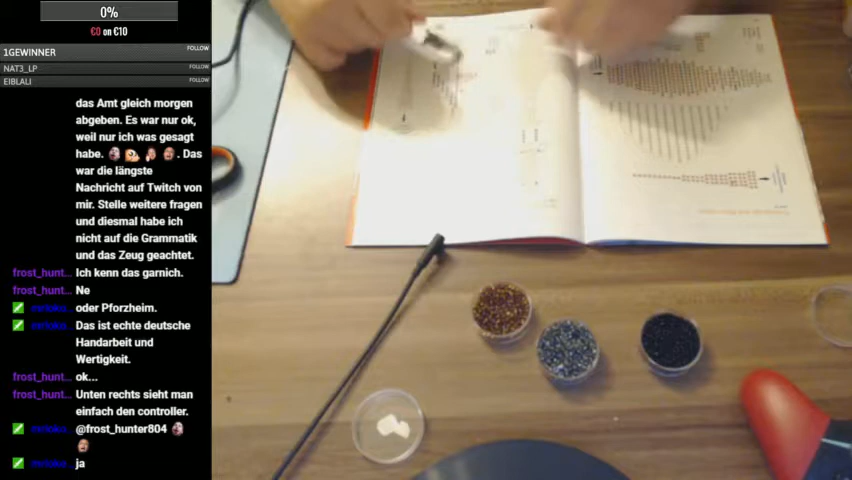 0%
€0 on €10
1GEWINNER FOLLOW
NAT3_LP FOLLOW
EIBLALI FOLLOW
das Amt gleich morgen
abgeben. Es war nur ok,
weil nur ich was gesagt
habe. . Das
war die längste
Nachricht auf Twitch von
mir. Stelle weitere fragen
und diesmal habe ich
nicht auf die Grammatik
und das Zeug geachtet.
frost_hunt... Ich kenn das garnich.
frost_hunt... Ne
oder Pforzheim.
Das ist echte deutsche
Handarbeit und
Wertigkeit.
frost_hunt... ok...
frost_hunt... Unten rechts sieht man
einfach den controller.
@frost_hunter804
ja